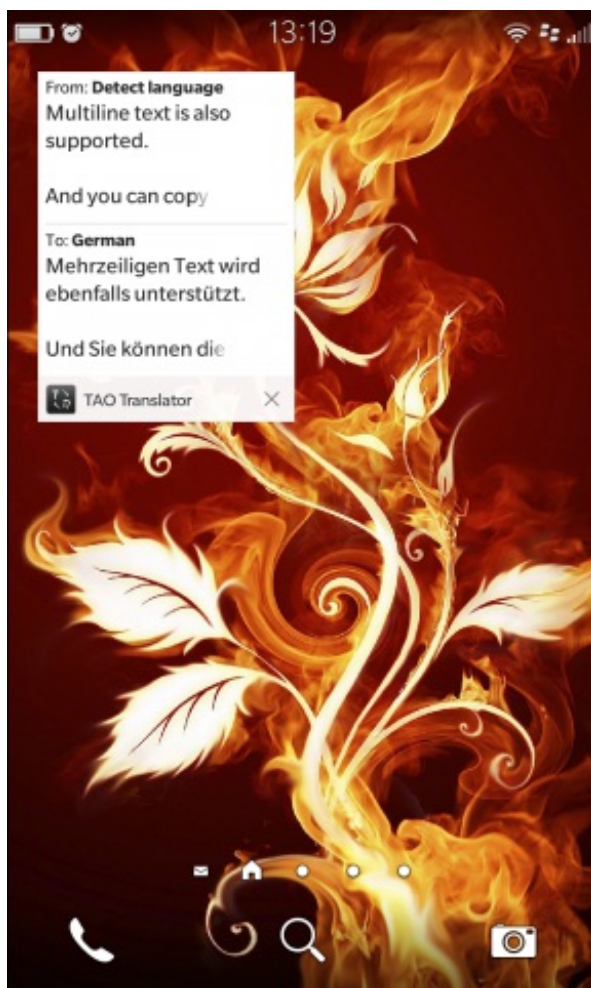 13:19
From: Detect language
Multiline text is also
supported.
And you can copy
To: German
Mehrzeiligen Text wird
ebenfalls unterstützt.
Und Sie können die
TAO Translator